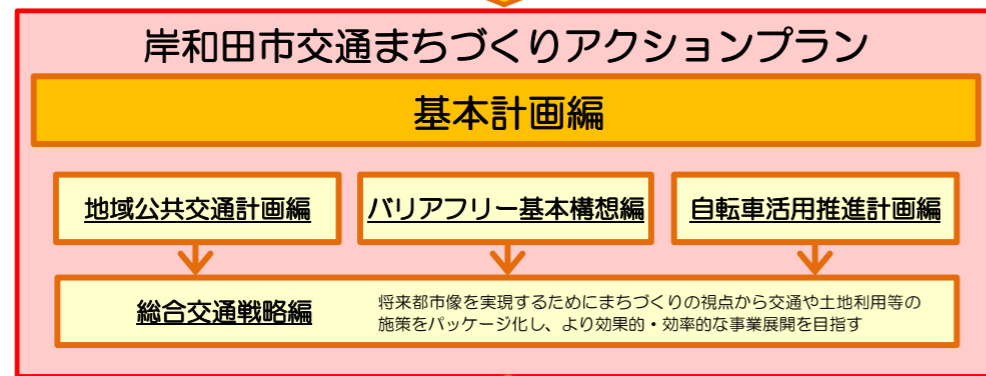 岸和田市交通まちづくりアクションプラン
基本計画編
地域公共交通計画編
バリアフリー基本構想編
自転車活用推進計画編
総合交通戦略編
将来都市像を実現するためにまちづくりの視点から交通や土地利用等の
施策をパッケージ化し、より効果的・効率的な事業展開を目指す